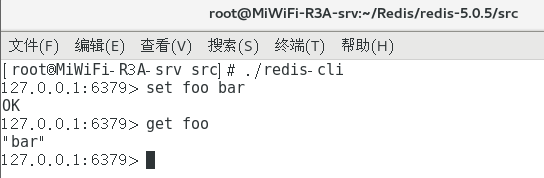 root@MiWiFi-R3A-srv:~/Redis/redis-5.0.5/src
文件(F) 编辑(E) 查看(V) 搜索(S) 终端(T) 帮助(H)
[root@MiWiFi-R3A-srv src]# ./redis-cli
127.0.0.1:6379> set foo bar
OK
127.0.0.1:6379> get foo
"bar"
127.0.0.1:6379>